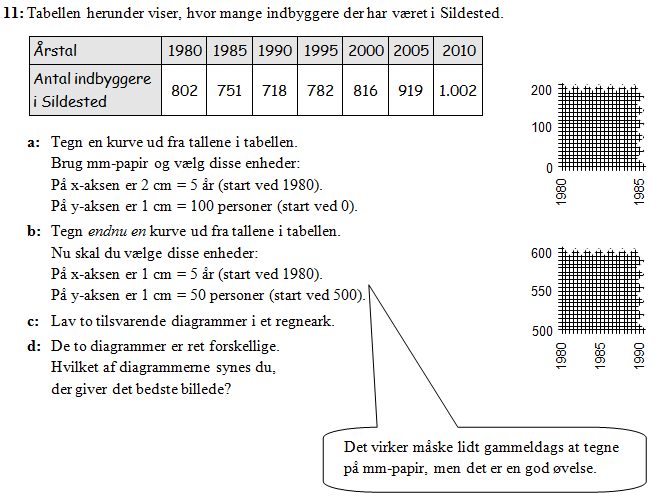 11: Tabellen herunder viser, hvor mange indbyggere der har været i Sildested.
Årstal 1980 1985 1990 1995 2000 2005 2010
Antal indbyggere
i Sildested 802 751 718 782 816 919 1.002
a: Tegn en kurve ud fra tallene i tabellen.
Brug mm-papir og vælg disse enheder:
På x-aksen er 2 cm = 5 år (start ved 1980).
På y-aksen er 1 cm = 100 personer (start ved 0).
200
100
0
1980 1985
b: Tegn endnu en kurve ud fra tallene i tabellen.
Nu skal du vælge disse enheder:
På x-aksen er 1 cm = 5 år (start ved 1980).
På y-aksen er 1 cm = 50 personer (start ved 500).
600
550
500
1980 1985 1990
c: Lav to tilsvarende diagrammer i et regneark.
d: De to diagrammer er ret forskellige.
Hvilket af diagrammerne synes du,
der giver det bedste billede?
Det virker måske lidt gammeldags at tegne
på mm-papir, men det er en god øvelse.